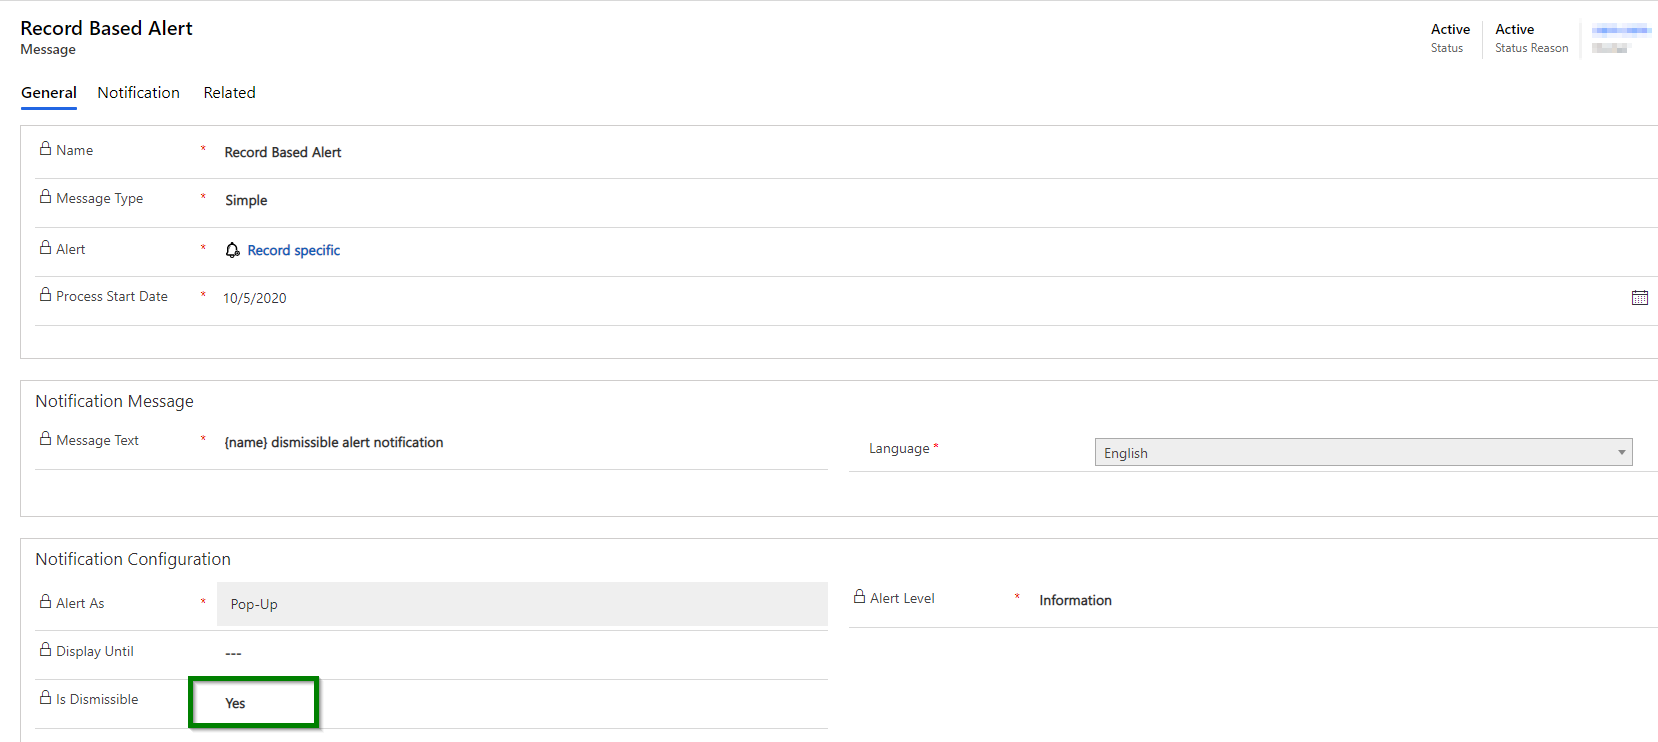 Record Based Alert
Message
Active
Status
Active
Status Reason
General Notification Related
Name * Record Based Alert
Message Type * Simple
Alert * Record specific
Process Start Date * 10/5/2020
Notification Message
Message Text * {name} dismissible alert notification
Language * English
Notification Configuration
Alert As * Pop-Up
Alert Level * Information
Display Until ---
Is Dismissible Yes